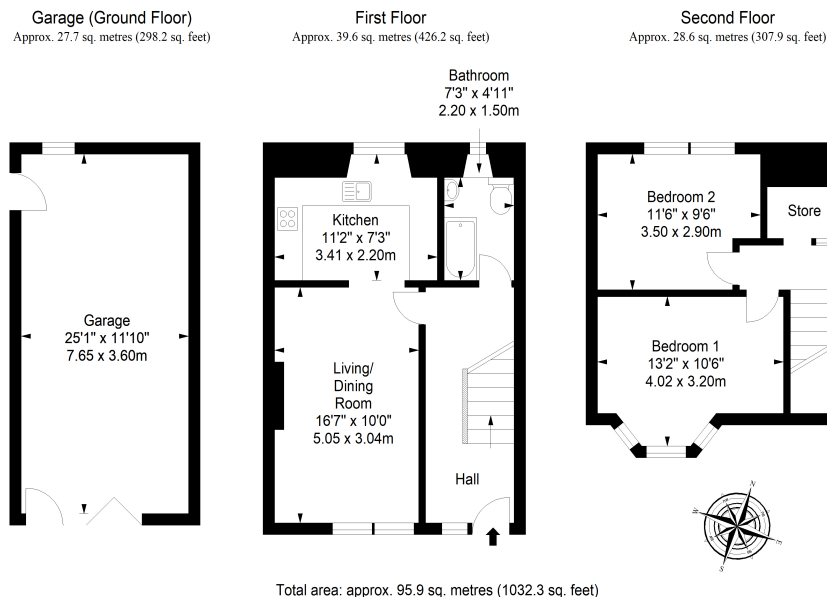 Garage (Ground Floor)
Approx. 27.7 sq. metres (298.2 sq. feet)
First Floor
Approx. 39.6 sq. metres (426.2 sq. feet)
Second Floor
Approx. 28.6 sq. metres (307.9 sq. feet)
Bathroom
7'3" x 4'11"
2.20 x 1.50m
Kitchen
11'2" x 7'3"
3.41 x 2.20m
Bedroom 2
11'6" x 9'6"
3.50 x 2.90m
Store
Garage
25'1" x 11'10"
7.65 x 3.60m
Living/
Dining
Room
16'7" x 10'0"
5.05 x 3.04m
Bedroom 1
13'2" x 10'6"
4.02 x 3.20m
Hall
N
W
E
S
Total area: approx. 95.9 sq. metres (1032.3 sq. feet)